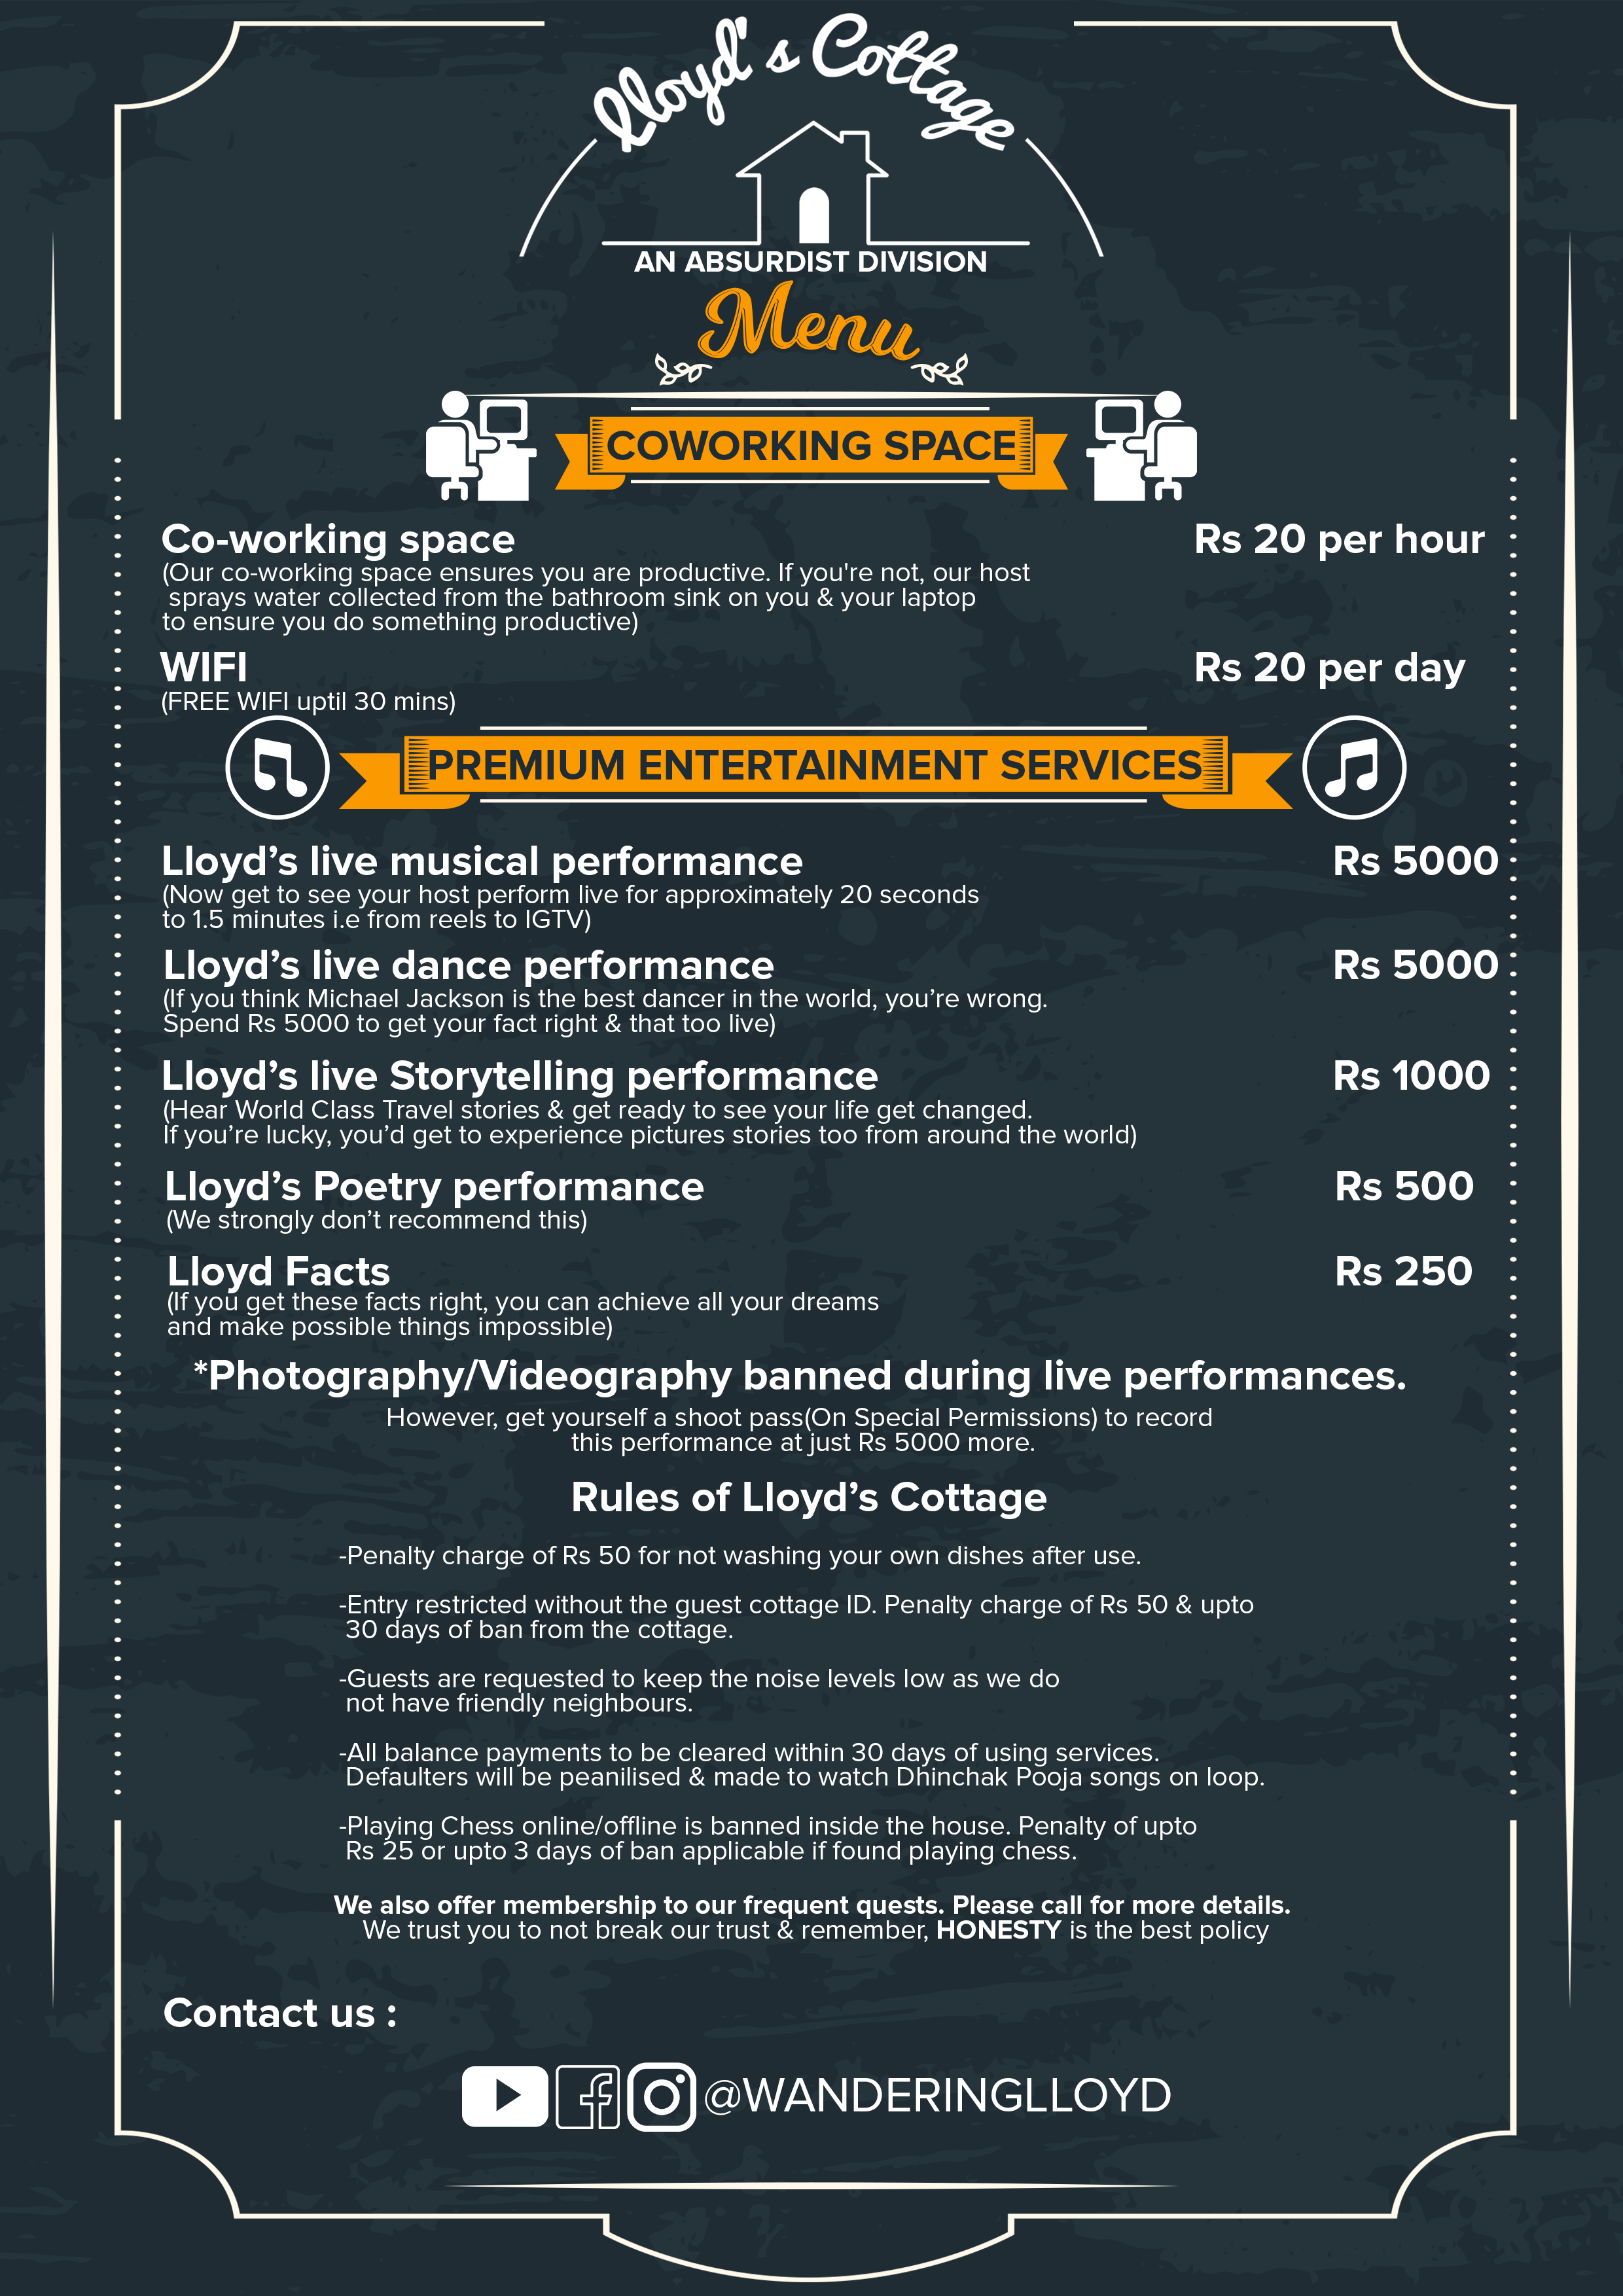 Lloyd's Cottage
AN ABSURDIST DIVISION
Menu
COWORKING SPACE
Co-working space Rs 20 per hour
(Our co-working space ensures you are productive. If you're not, our host
sprays water collected from the bathroom sink on you & your laptop
to ensure you do something productive)
WIFI Rs 20 per day
(FREE WIFI uptil 30 mins)
PREMIUM ENTERTAINMENT SERVICES
Lloyd’s live musical performance Rs 5000
(Now get to see your host perform live for approximately 20 seconds
to 1.5 minutes i.e from reels to IGTV)
Lloyd’s live dance performance Rs 5000
(If you think Michael Jackson is the best dancer in the world, you’re wrong.
Spend Rs 5000 to get your fact right & that too live)
Lloyd’s live Storytelling performance Rs 1000
(Hear World Class Travel stories & get ready to see your life get changed.
If you’re lucky, you’d get to experience pictures stories too from around the world)
Lloyd’s Poetry performance Rs 500
(We strongly don’t recommend this)
Lloyd Facts Rs 250
(If you get these facts right, you can achieve all your dreams
and make possible things impossible)
*Photography/Videography banned during live performances.
However, get yourself a shoot pass(On Special Permissions) to record
this performance at just Rs 5000 more.
Rules of Lloyd’s Cottage
-Penalty charge of Rs 50 for not washing your own dishes after use.
-Entry restricted without the guest cottage ID. Penalty charge of Rs 50 & upto
30 days of ban from the cottage.
-Guests are requested to keep the noise levels low as we do
not have friendly neighbours.
-All balance payments to be cleared within 30 days of using services.
Defaulters will be peanilised & made to watch Dhinchak Pooja songs on loop.
-Playing Chess online/offline is banned inside the house. Penalty of upto
Rs 25 or upto 3 days of ban applicable if found playing chess.
We also offer membership to our frequent quests. Please call for more details.
We trust you to not break our trust & remember, HONESTY is the best policy
Contact us :
@WANDERINGLLOYD